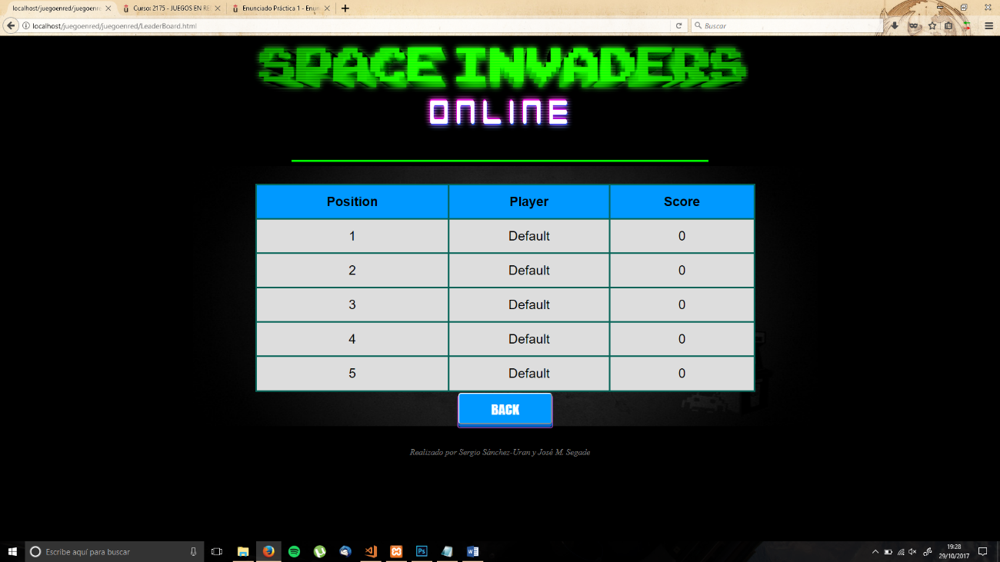 localhost/juegoenred/juegoenre
Curso: 2175 - JUEGOS EN RE
Enunciado Práctica 1 - Enun
localhost/juegoenred/juegoenred/LeaderBoard.html
Buscar
SPACE INVADERS
ONLINE
Position Player Score
1 Default 0
2 Default 0
3 Default 0
4 Default 0
5 Default 0
BACK
Realizado por Sergio Sánchez-Uran y José M. Segade
Escribe aquí para buscar
19:28
29/10/2017